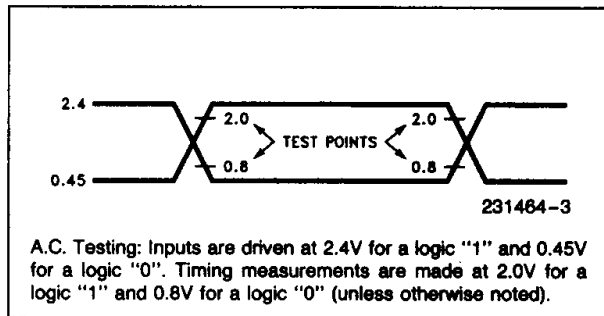 2.4
2.0 2.0
TEST POINTS
0.8 0.8
0.45
231464-3
A.C. Testing: Inputs are driven at 2.4V for a logic "1" and 0.45V
for a logic "0". Timing measurements are made at 2.0V for a
logic "1" and 0.8V for a logic "0" (unless otherwise noted).